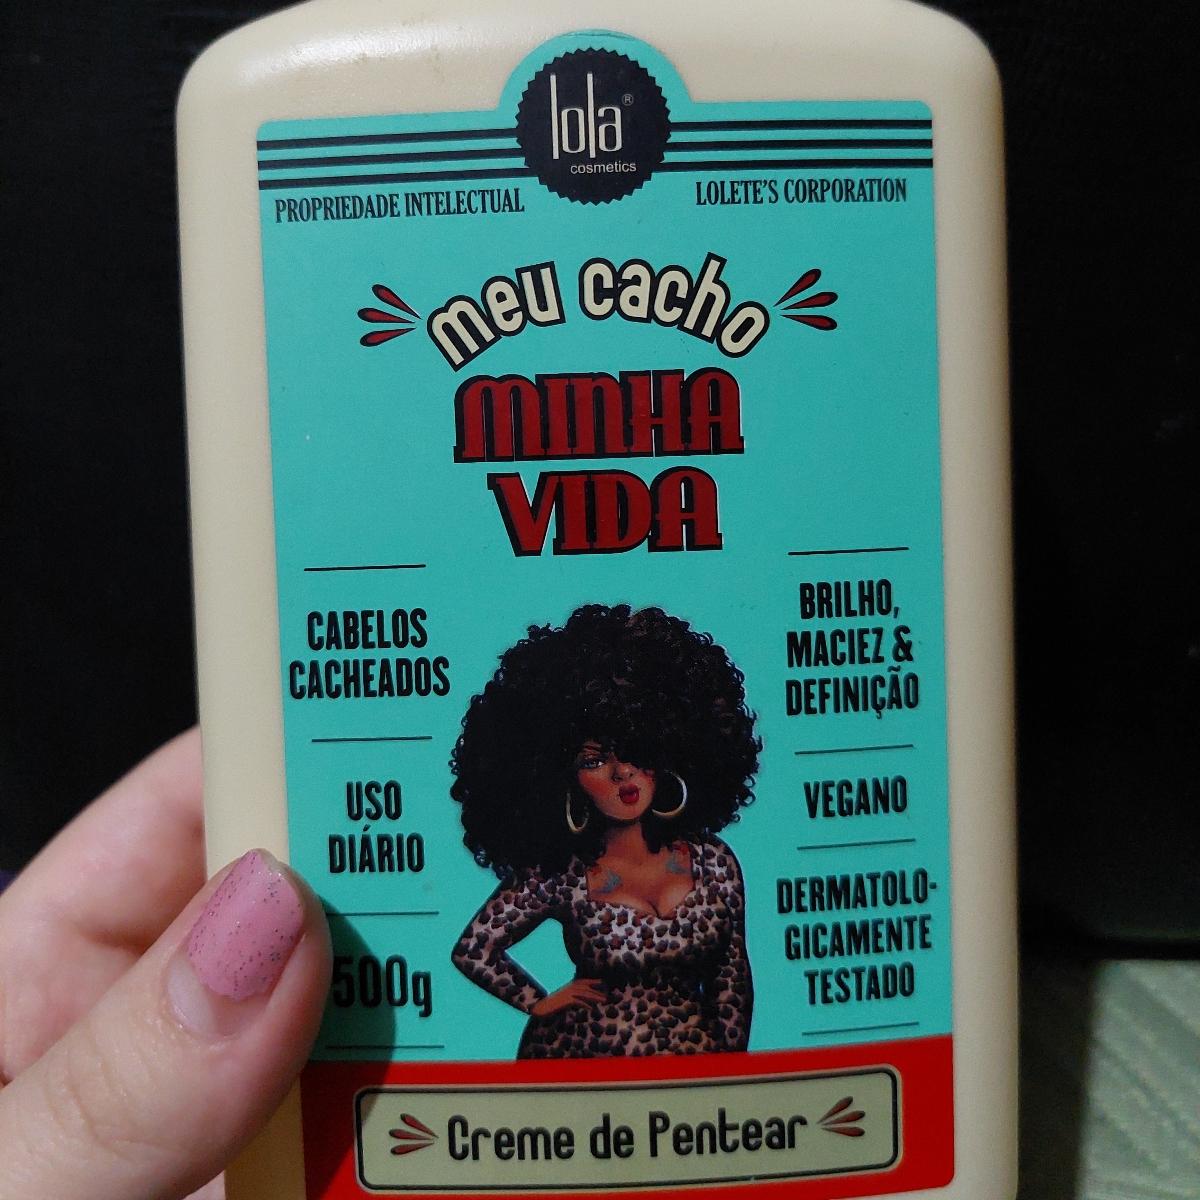 lola®
cosmetics
PROPRIEDADE INTELECTUAL
LOLETE'S CORPORATION
meu cacho
MINHA
VIDA
CABELOS
CACHEADOS
USO
DIÁRIO
500g
BRILHO,
MACIEZ &
DEFINIÇÃO
VEGANO
DERMATOLO-
GICAMENTE
TESTADO
Creme de Pentear